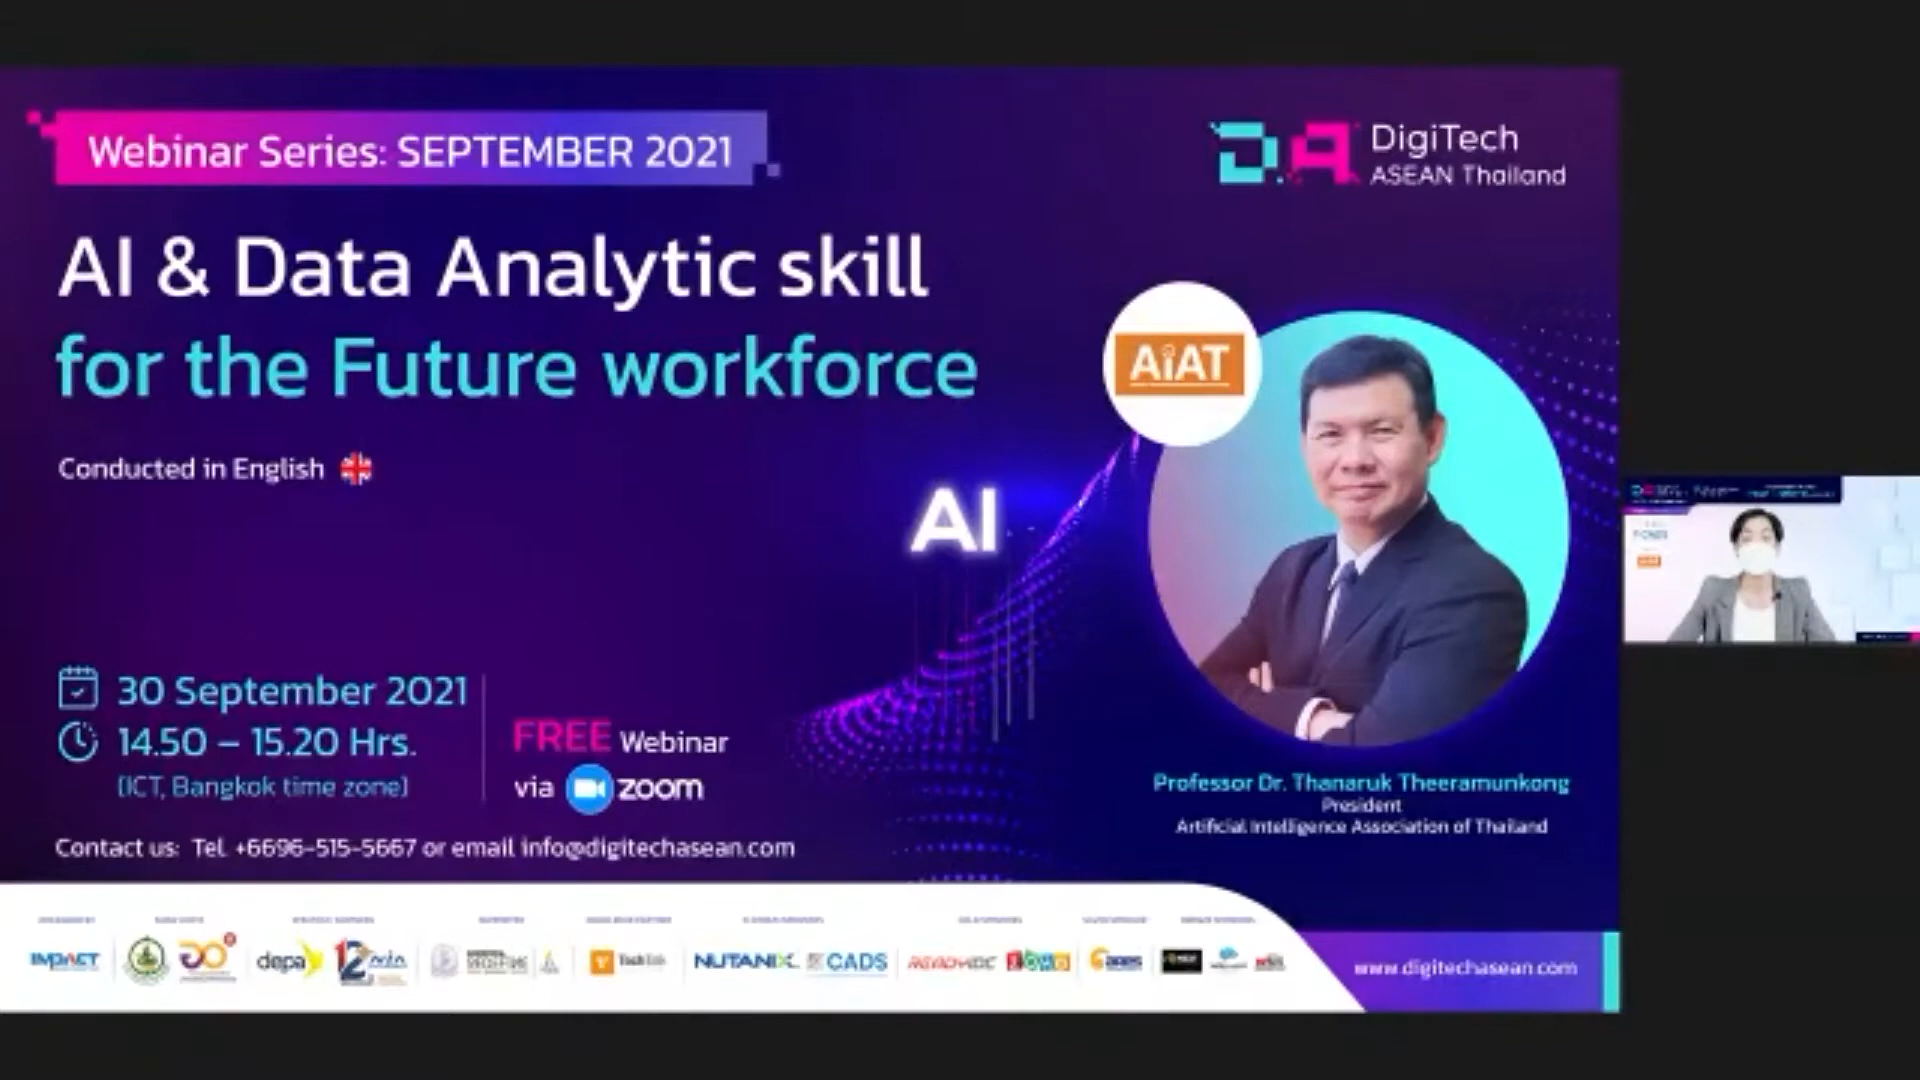 Webinar Series: SEPTEMBER 2021
DigiTech
ASEAN Thailand
AI & Data Analytic skill
for the Future workforce
AiAT
Conducted in English
AI
30 September 2021
14.50 – 15.20 Hrs.
(ICT, Bangkok time zone)
FREE Webinar
via zoom
Professor Dr. Thanaruk Theeramunkong
President
Artificial Intelligence Association of Thailand
Contact us: Tel. +6696-515-5667 or email info@digitechasean.com
IMPACT
depa
NUTANIX
CADS
www.digitechasean.com